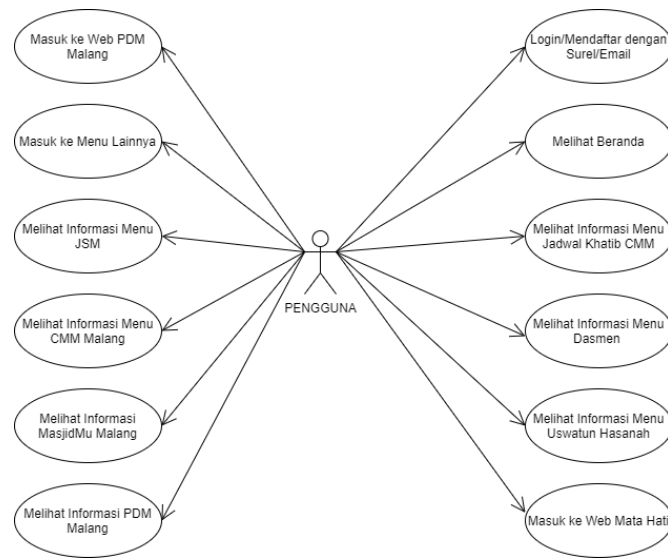 Masuk ke Web PDM
Malang
Masuk ke Menu Lainnya
Melihat Informasi Menu
JSM
Melihat Informasi Menu
CMM Malang
Melihat Informasi
MasjidMu Malang
Melihat Informasi PDM
Malang
PENGGUNA
Login/Mendaftar dengan
Surel/Email
Melihat Beranda
Melihat Informasi Menu
Jadwal Khatib CMM
Melihat Informasi Menu
Dasmen
Melihat Informasi Menu
Uswatun Hasanah
Masuk ke Web Mata Hati